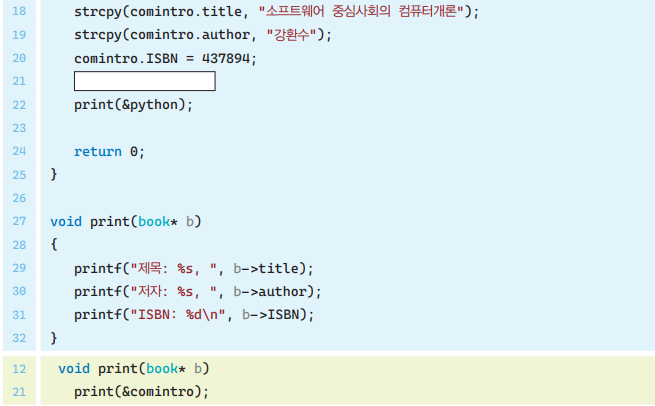 18 strcpy(comintro.title, "소프트웨어 중심사회의 컴퓨터개론");
19 strcpy(comintro.author, "강환수");
20 comintro.ISBN = 437894;
21
22 print(&python);
23
24 return 0;
25 }
26
27 void print(book* b)
28 {
29 printf("제목: %s, ", b->title);
30 printf("저자: %s, ", b->author);
31 printf("ISBN: %d\n", b->ISBN);
32 }
12 void print(book* b)
21 print(&comintro);